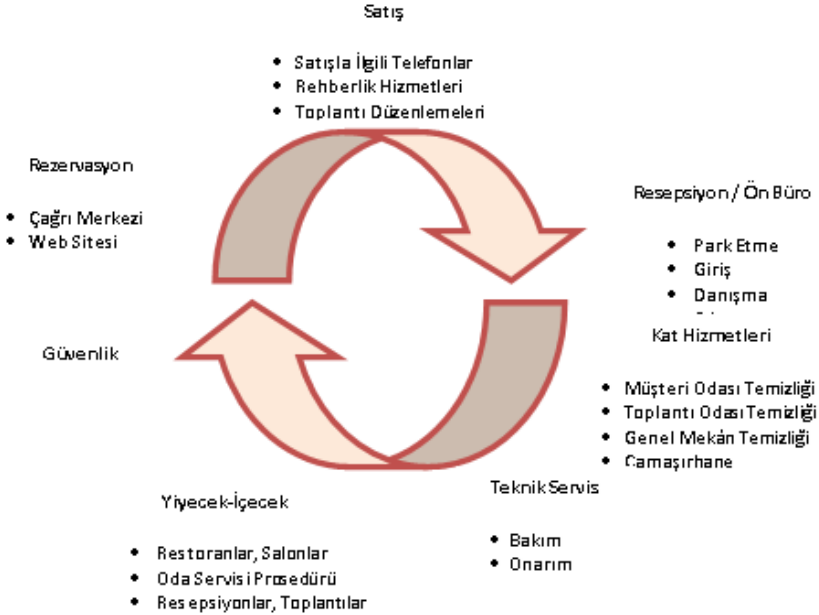 Satış
• Satışla İlgili Telefonlar
• Rehberlik Hizmetleri
• Toplantı Düzenlemeleri
Rezervasyon
• Çağrı Merkezi
• Web Sitesi
Resepsiyon / Ön Büro
• Park Etme
• Giriş
• Danışma
Kat Hizmetleri
• Müşteri Odası Temizliği
• Toplantı Odası Temizliği
• Genel Mekân Temizliği
• Çamaşırhane
Güvenlik
Teknik Servis
• Bakım
• Onarım
Yiyecek-İçecek
• Restoranlar, Salonlar
• Oda Servisi Prosedürü
• Resepsiyonlar, Toplantılar